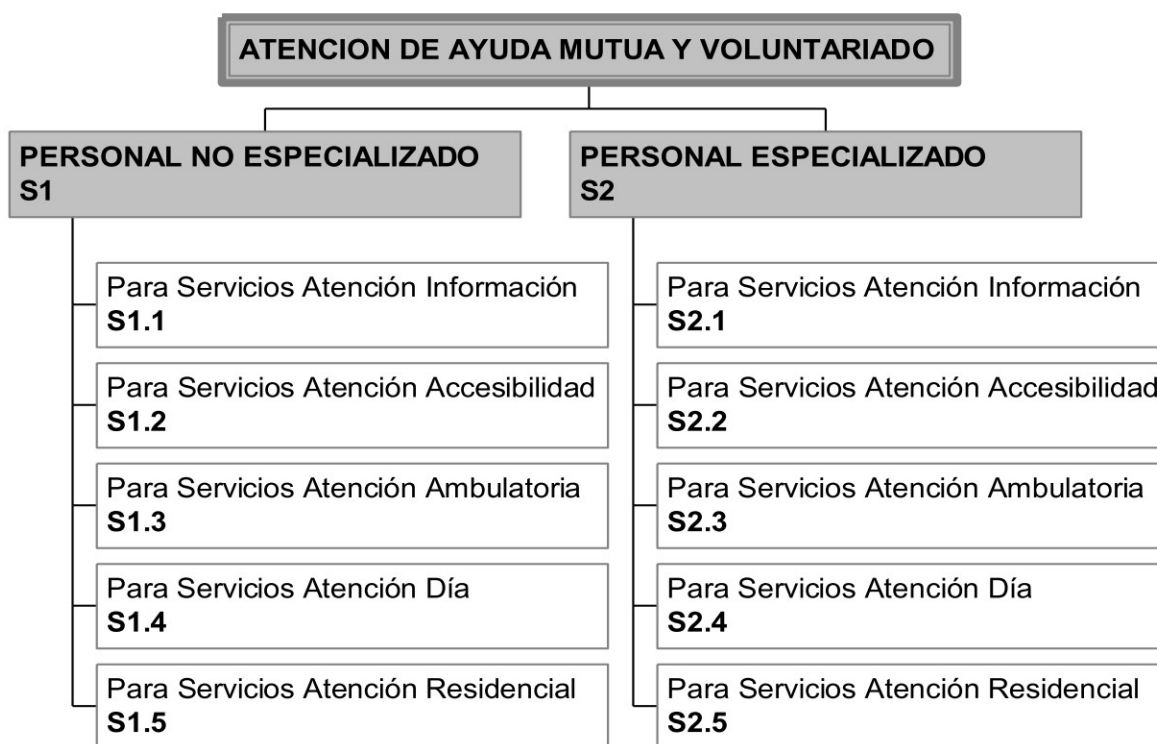 ATENCION DE AYUDA MUTUA Y VOLUNTARIADO
PERSONAL NO ESPECIALIZADO
S1
Para Servicios Atención Información
S1.1
Para Servicios Atención Accesibilidad
S1.2
Para Servicios Atención Ambulatoria
S1.3
Para Servicios Atención Día
S1.4
Para Servicios Atención Residencial
S1.5
PERSONAL ESPECIALIZADO
S2
Para Servicios Atención Información
S2.1
Para Servicios Atención Accesibilidad
S2.2
Para Servicios Atención Ambulatoria
S2.3
Para Servicios Atención Día
S2.4
Para Servicios Atención Residencial
S2.5